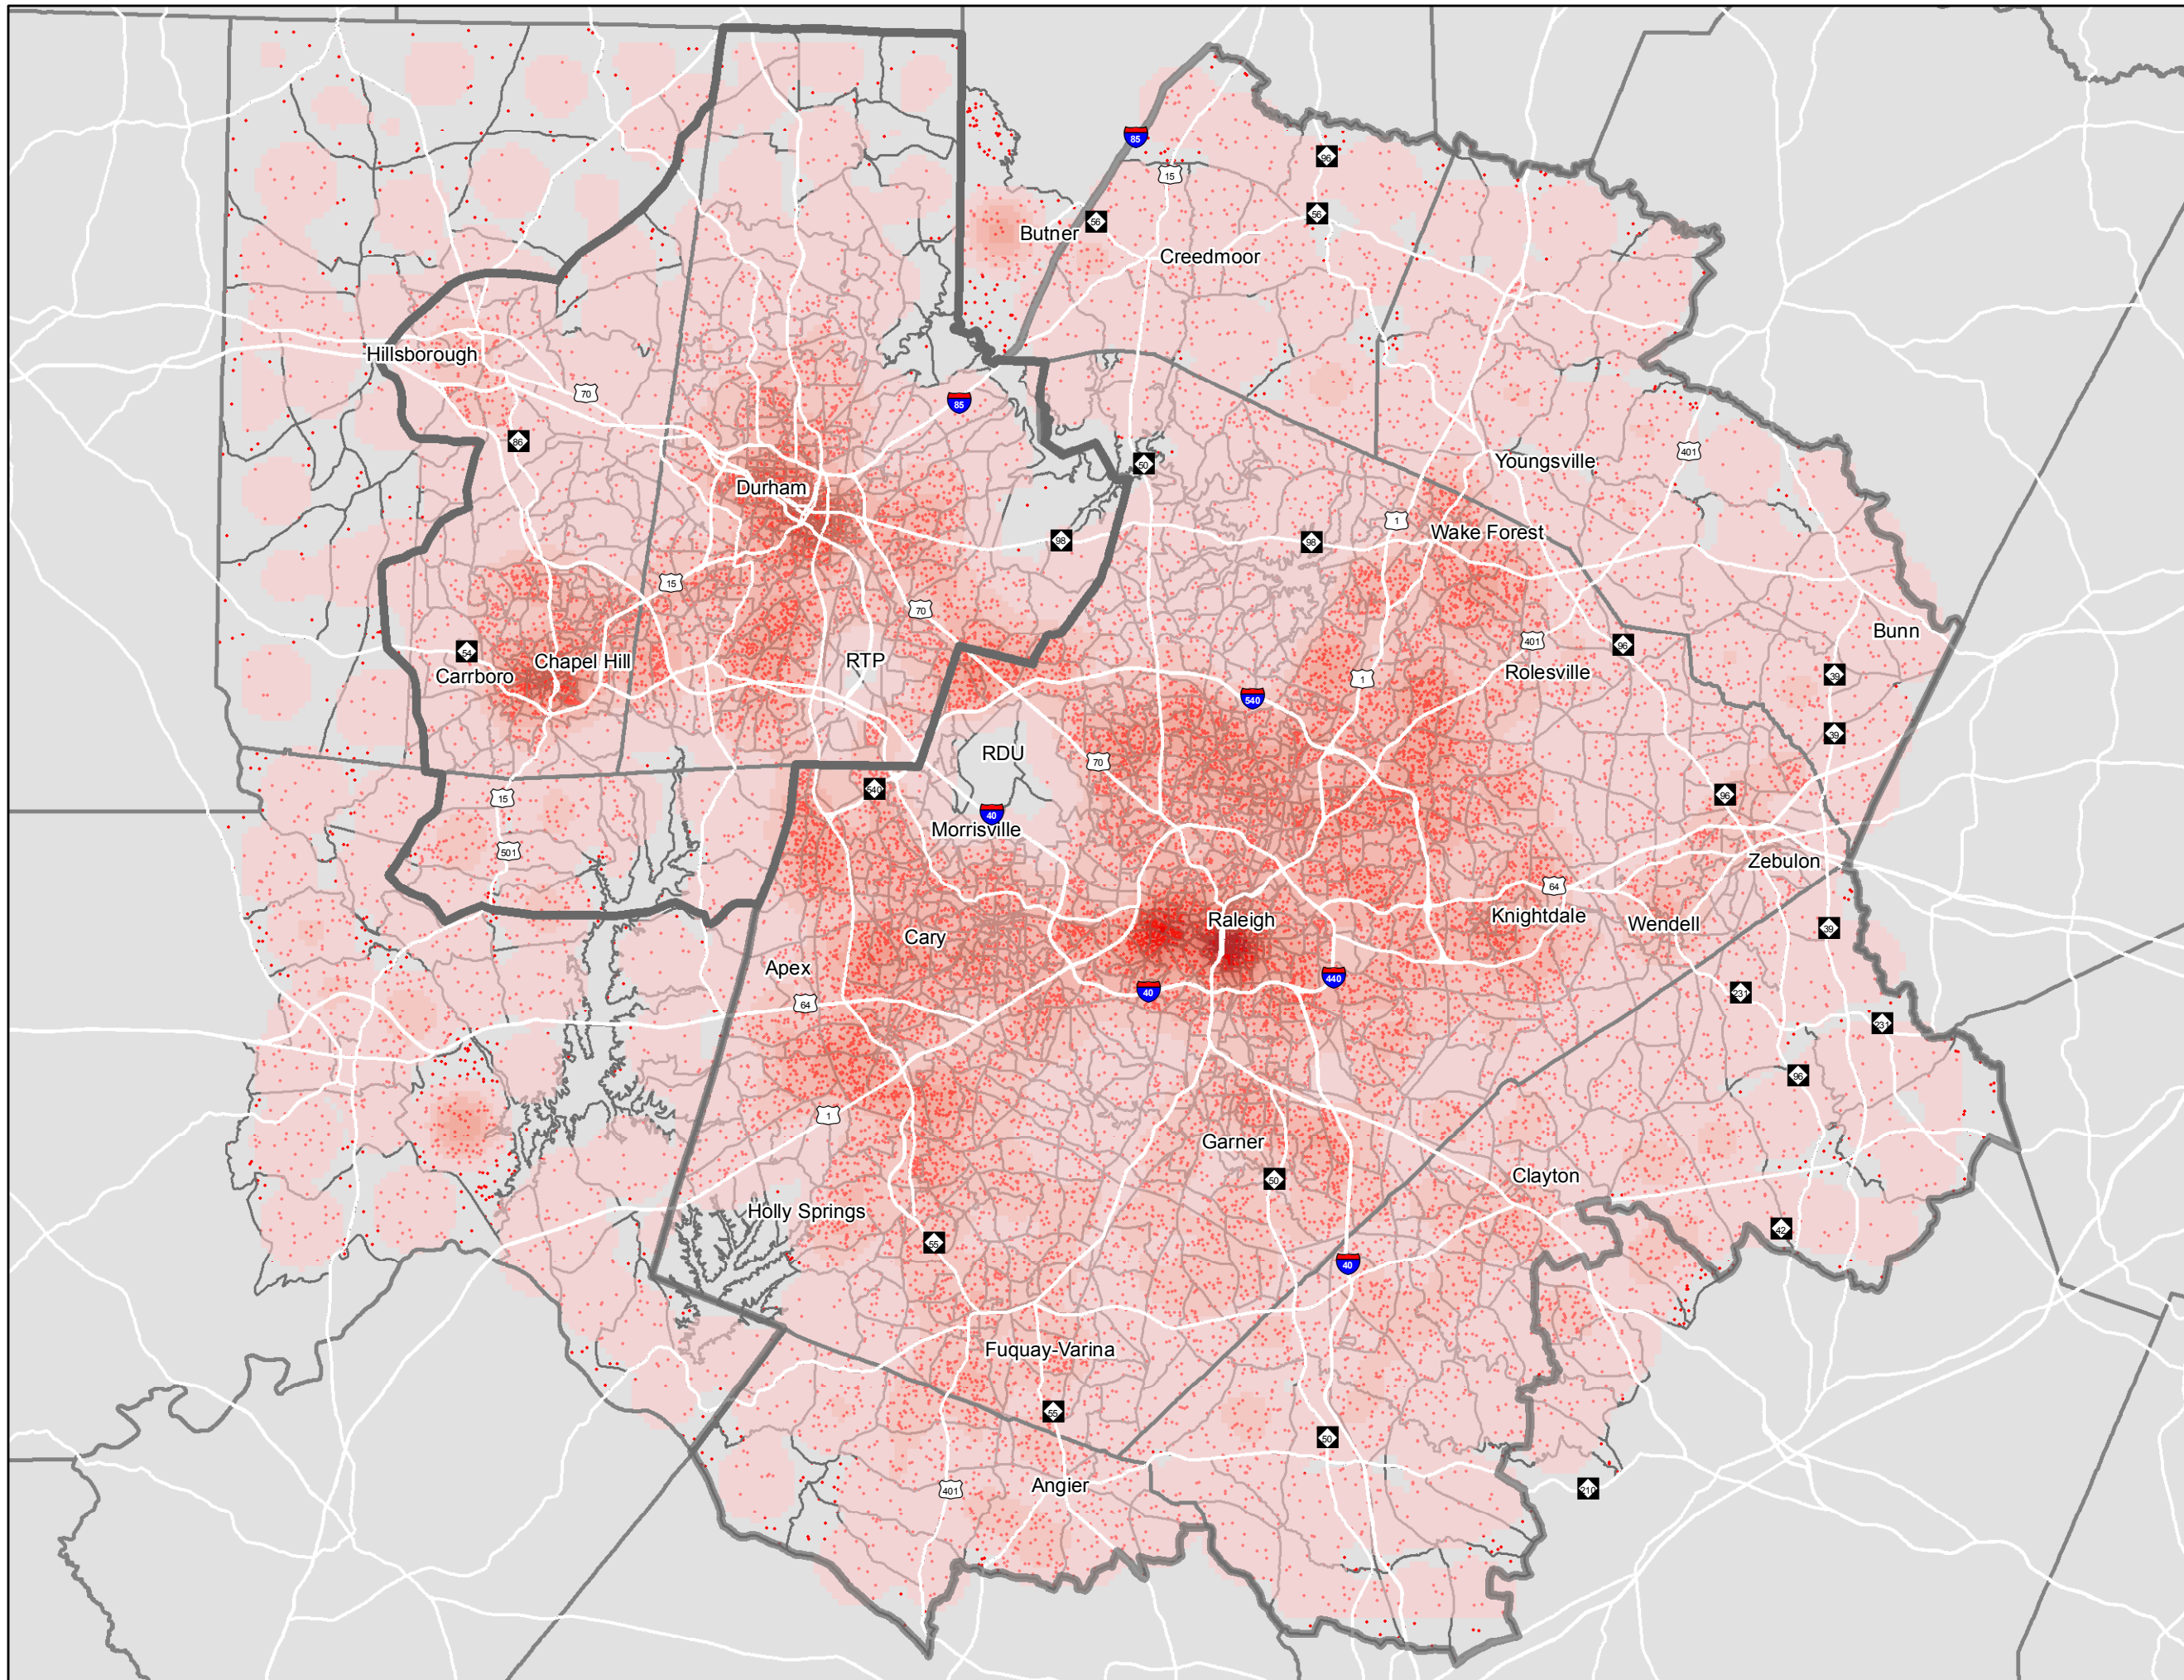 85
96
15
56
56
Butner
Creedmoor
Hillsborough
70
85
86
Durham
50
Youngsville
401
1
Wake Forest
98
98
15
70
Bunn
54
Chapel Hill
RTP
Carrboro
401
96
Rolesville
39
1
540
39
RDU
70
15
540
96
40
Morrisville
501
Zebulon
64
Raleigh
Knightdale
Wendell
39
Cary
Apex
440
40
231
64
231
96
1
Garner
Clayton
50
Holly Springs
42
55
40
Fuquay-Varina
55
50
Angier
401
210